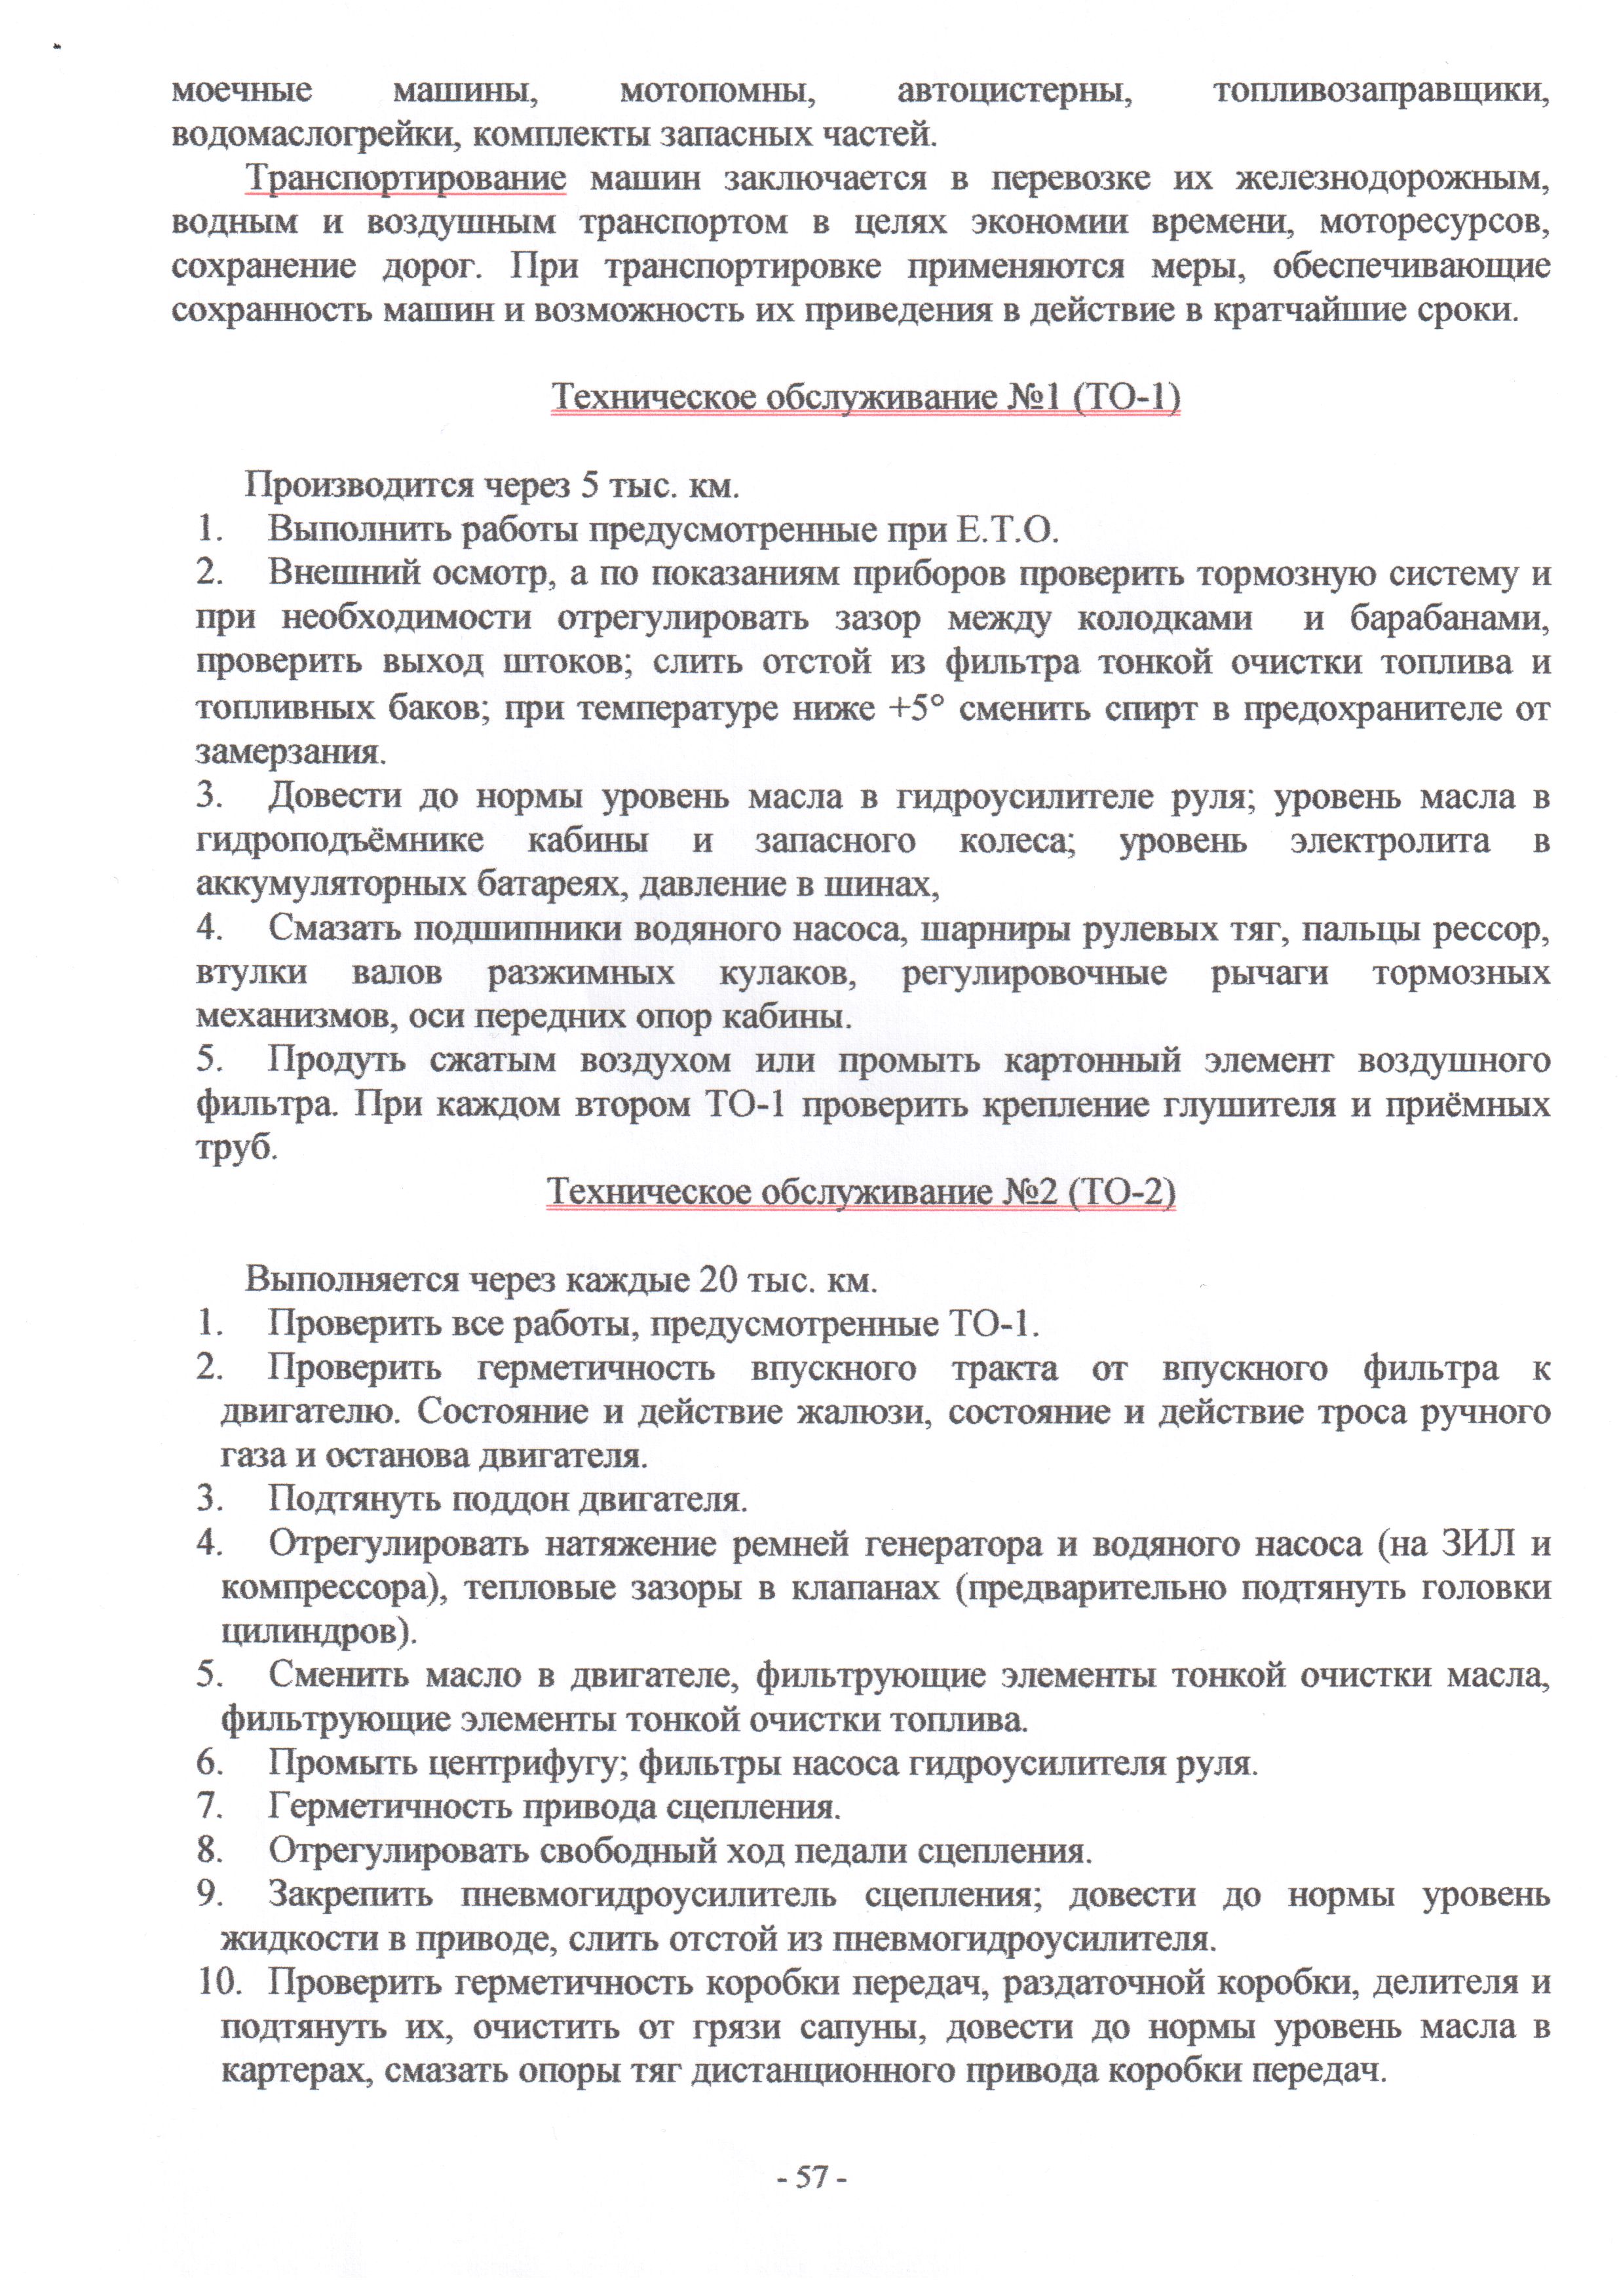 моечные машины, мотопомны, автоцистерны, топливозаправщики,
водомаслогрейки, комплекты запасных частей.
Транспортирование машин заключается в перевозке их железнодорожным,
водным и воздушным транспортом в целях экономии времени, моторесурсов,
сохранение дорог. При транспортировке применяются меры, обеспечивающие
сохранность машин и возможность их приведения в действие в кратчайшие сроки.
Техническое обслуживание №1 (ТО-1)
Производится через 5 тыс. км.
1. Выполнить работы предусмотренные при Е.Т.О.
2. Внешний осмотр, а по показаниям приборов проверить тормозную систему и
при необходимости отрегулировать зазор между колодками и барабанами,
проверить выход штоков; слить отстой из фильтра тонкой очистки топлива и
топливных баков; при температуре ниже +5° сменить спирт в предохранителе от
замерзания.
3. Довести до нормы уровень масла в гидроусилителе руля; уровень масла в
гидроподъёмнике кабины и запасного колеса; уровень электролита в
аккумуляторных батареях, давление в шинах,
4. Смазать подшипники водяного насоса, шарниры рулевых тяг, пальцы рессор,
втулки валов разжимных кулаков, регулировочные рычаги тормозных
механизмов, оси передних опор кабины.
5. Продуть сжатым воздухом или промыть картонный элемент воздушного
фильтра. При каждом втором ТО-1 проверить крепление глушителя и приёмных
труб.
Техническое обслуживание №2 (ТО-2)
Выполняется через каждые 20 тыс. км.
1. Проверить все работы, предусмотренные ТО-1.
2. Проверить герметичность впускного тракта от впускного фильтра к
двигателю. Состояние и действие жалюзи, состояние и действие троса ручного
газа и останова двигателя.
3. Подтянуть поддон двигателя.
4. Отрегулировать натяжение ремней генератора и водяного насоса (на ЗИЛ и
компрессора), тепловые зазоры в клапанах (предварительно подтянуть головки
цилиндров).
5. Сменить масло в двигателе, фильтрующие элементы тонкой очистки масла,
фильтрующие элементы тонкой очистки топлива.
6. Промыть центрифугу; фильтры насоса гидроусилителя руля.
7. Герметичность привода сцепления.
8. Отрегулировать свободный ход педали сцепления.
9. Закрепить пневмогидроусилитель сцепления; довести до нормы уровень
жидкости в приводе, слить отстой из пневмогидроусилителя.
10. Проверить герметичность коробки передач, раздаточной коробки, делителя и
подтянуть их, очистить от грязи сапуны, довести до нормы уровень масла в
картерах, смазать опоры тяг дистанционного привода коробки передач.
- 57 -